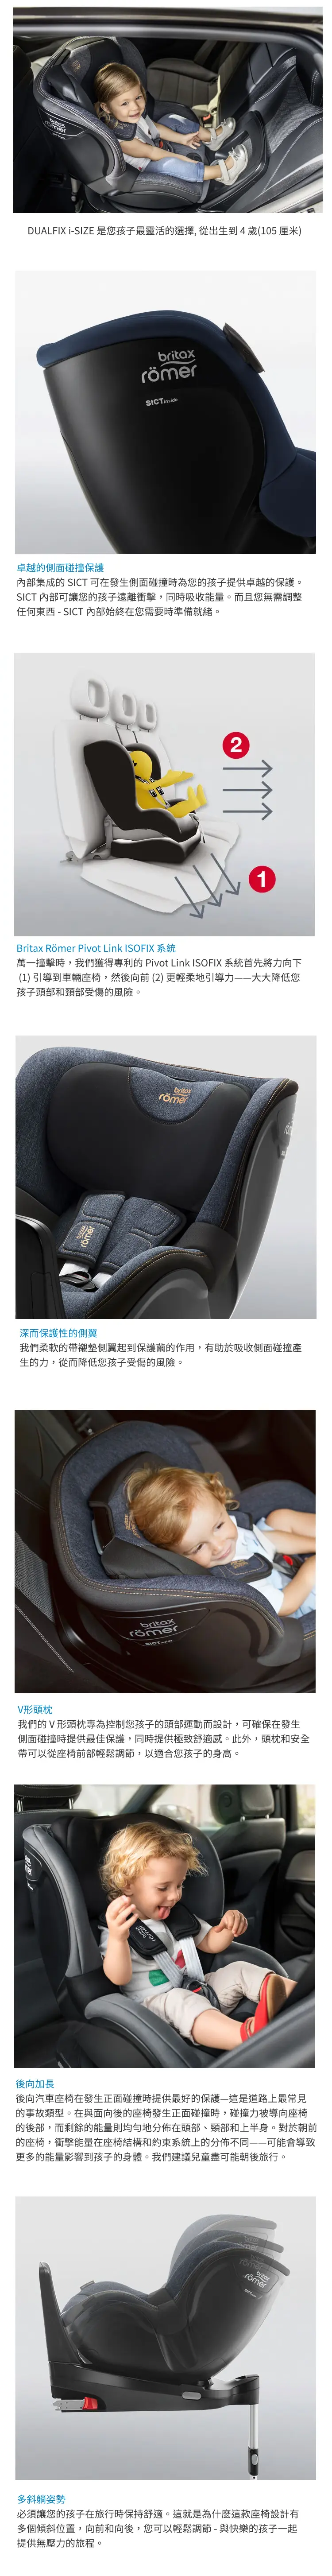 britax
römer
DUALFIX i-SIZE 是您孩子最靈活的選擇, 從出生到 4 歲(105 厘米)
britax
römer
SICT inside
卓越的側面碰撞保護
內部集成的 SICT 可在發生側面碰撞時為您的孩子提供卓越的保護。
SICT 內部可讓您的孩子遠離衝擊，同時吸收能量。而且您無需調整
任何東西 - SICT 內部始終在您需要時準備就緒。
2
1
Britax Römer Pivot Link ISOFIX 系統
萬一撞擊時，我們獲得專利的 Pivot Link ISOFIX 系統首先將力向下
(1) 引導到車輛座椅，然後向前 (2) 更輕柔地引導力——大大降低您
孩子頭部和頸部受傷的風險。
britax
römer
britax
römer
深而保護性的側翼
我們柔軟的帶襯墊側翼起到保護繭的作用，有助於吸收側面碰撞產
生的力，從而降低您孩子受傷的風險。
britax
römer
V形頭枕
我們的 V 形頭枕專為控制您孩子的頭部運動而設計，可確保在發生
側面碰撞時提供最佳保護，同時提供極致舒適感。此外，頭枕和安全
帶可以從座椅前部輕鬆調節，以適合您孩子的身高。
後向加長
後向汽車座椅在發生正面碰撞時提供最好的保護—這是道路上最常見
的事故類型。在與面向後的座椅發生正面碰撞時，碰撞力被導向座椅
的後部，而剩餘的能量則均勻地分佈在頭部、頸部和上半身。對於朝前
的座椅，衝擊能量在座椅結構和約束系統上的分佈不同——可能會導致
更多的能量影響到孩子的身體。我們建議兒童盡可能朝後旅行。
britax
römer
多斜躺姿勢
必須讓您的孩子在旅行時保持舒適。這就是為什麼這款座椅設計有
多個傾斜位置，向前和向後，您可以輕鬆調節 - 與快樂的孩子一起
提供無壓力的旅程。